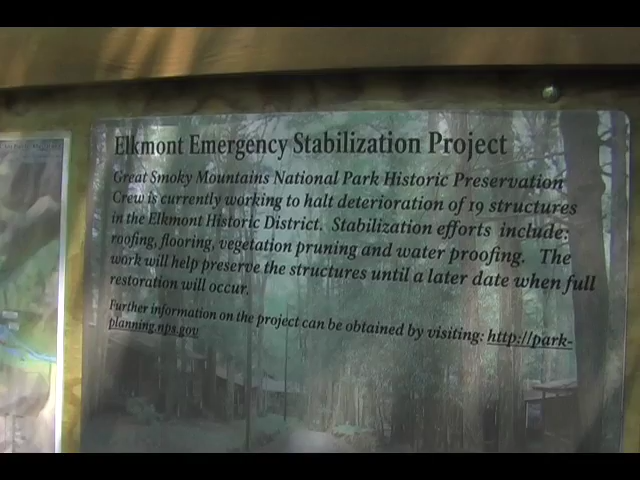 Elkmont Emergency Stabilization Project
Great Smoky Mountains National Park Historic Preservation
Crew is currently working to halt deterioration of 19 structures
in the Elkmont Historic District. Stabilization efforts include:
roofing, flooring, vegetation pruning and water proofing. The
work will help preserve the structures until a later date when full
restoration will occur.
Further information on the project can be obtained by visiting: http://park-
planning.nps.gov